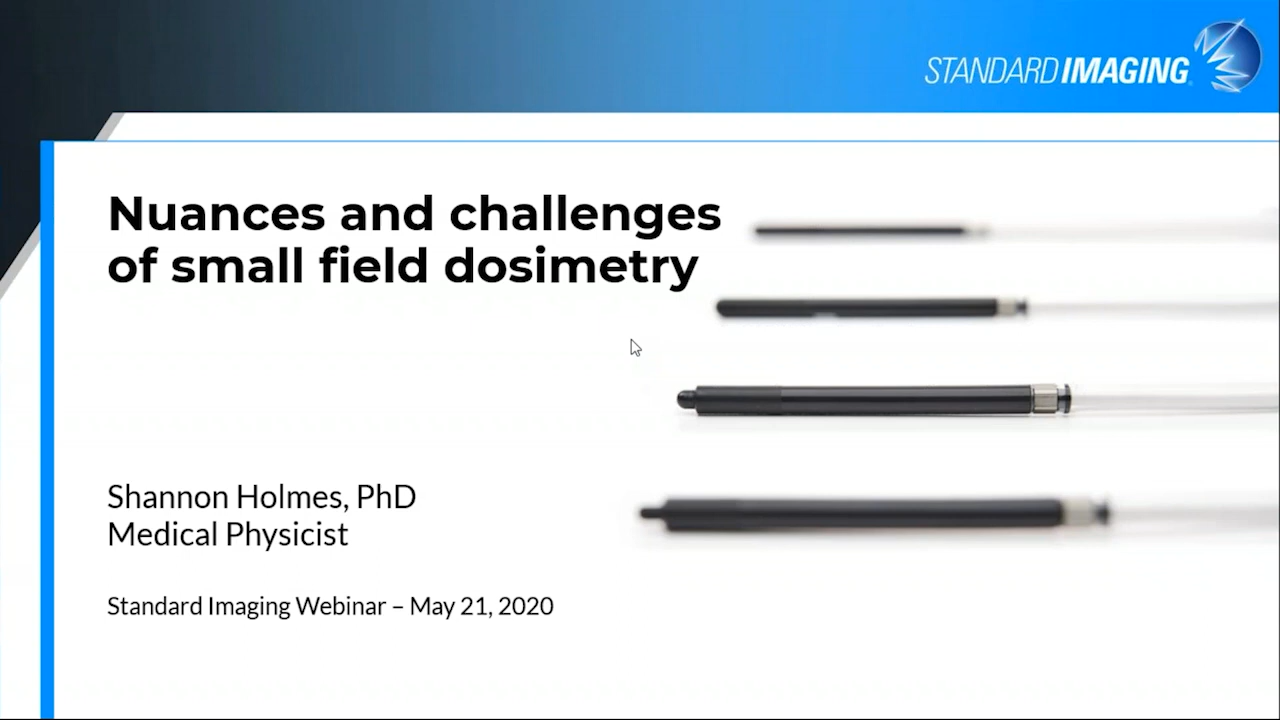 STANDARD IMAGING
Nuances and challenges
of small field dosimetry
Shannon Holmes, PhD
Medical Physicist
Standard Imaging Webinar – May 21, 2020